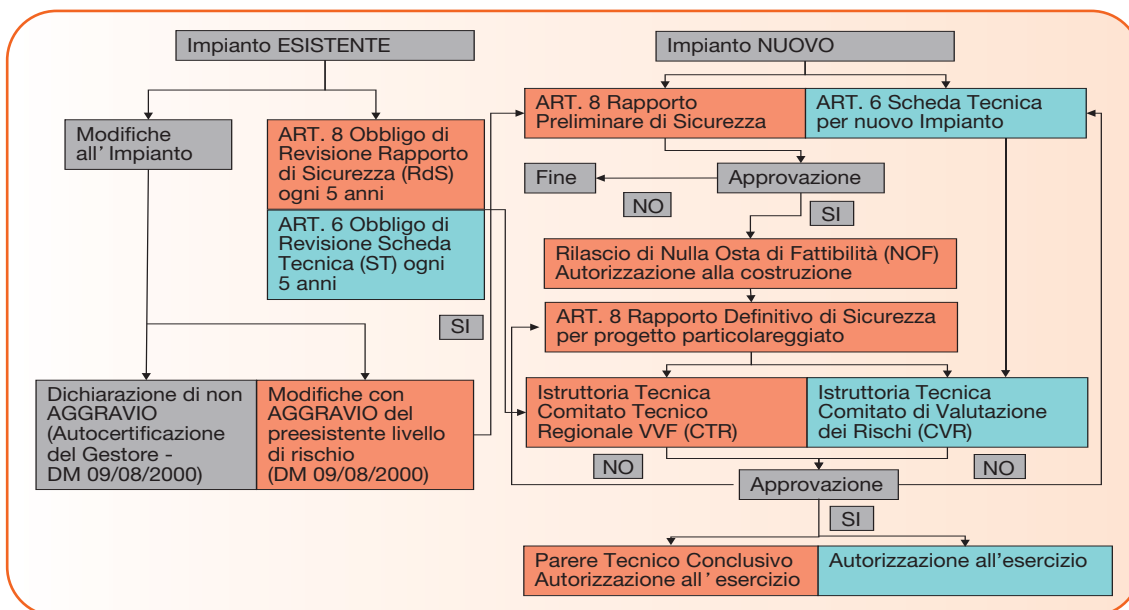 Impianto ESISTENTE
Impianto NUOVO
Modifiche
all' Impianto
ART. 8 Obbligo di
Revisione Rapporto
di Sicurezza (RdS)
ogni 5 anni
ART. 6 Obbligo di
Revisione Scheda
Tecnica (ST) ogni
5 anni
ART. 8 Rapporto
Preliminare di Sicurezza
ART. 6 Scheda Tecnica
per nuovo Impianto
Fine
Approvazione
NO
SI
Rilascio di Nulla Osta di Fattibilità (NOF)
Autorizzazione alla costruzione
ART. 8 Rapporto Definitivo di Sicurezza
per progetto particolareggiato
SI
Dichiarazione di non
AGGRAVIO
(Autocertificazione
del Gestore -
DM 09/08/2000)
Modifiche con
AGGRAVIO del
preesistente livello
di rischio
(DM 09/08/2000)
Istruttoria Tecnica
Comitato Tecnico
Regionale VVF (CTR)
Istruttoria Tecnica
Comitato di Valutazione
dei Rischi (CVR)
NO
NO
Approvazione
SI
Parere Tecnico Conclusivo
Autorizzazione all' esercizio
Autorizzazione all'esercizio